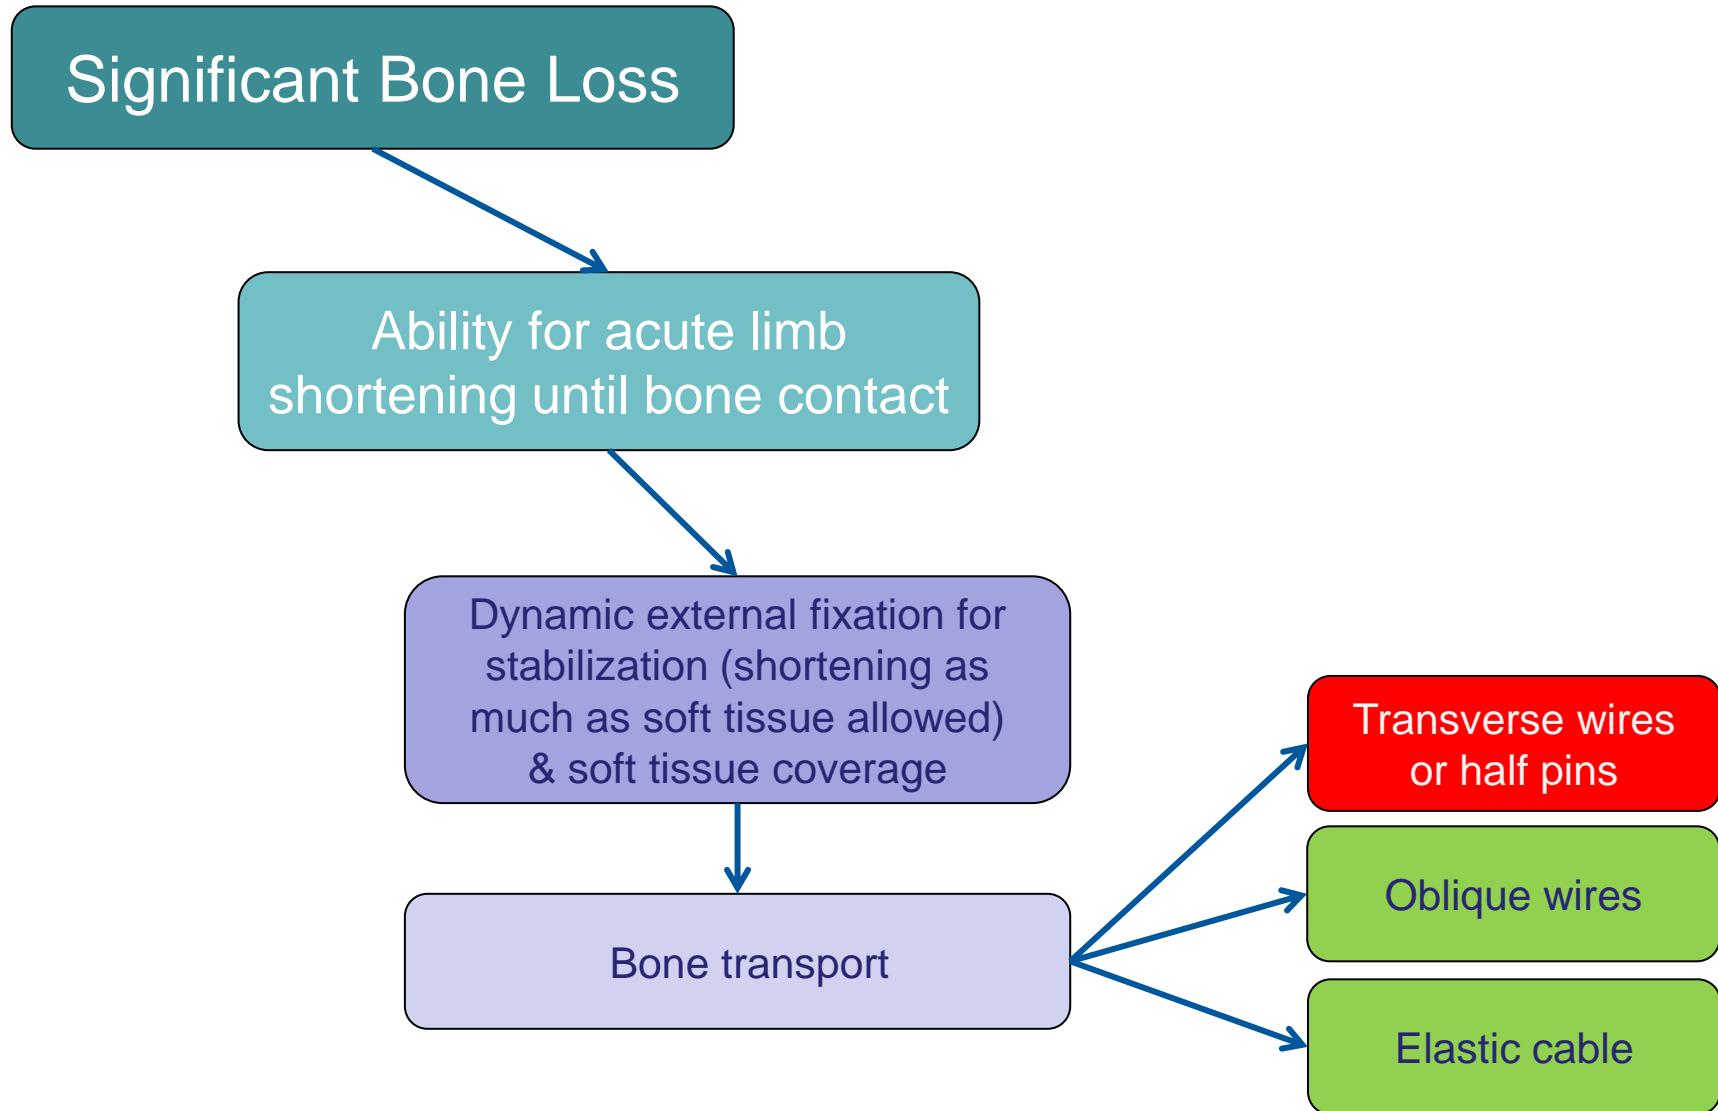 Significant Bone Loss
Ability for acute limb
shortening until bone contact
Dynamic external fixation for
stabilization (shortening as
much as soft tissue allowed)
& soft tissue coverage
Bone transport
Transverse wires
or half pins
Oblique wires
Elastic cable